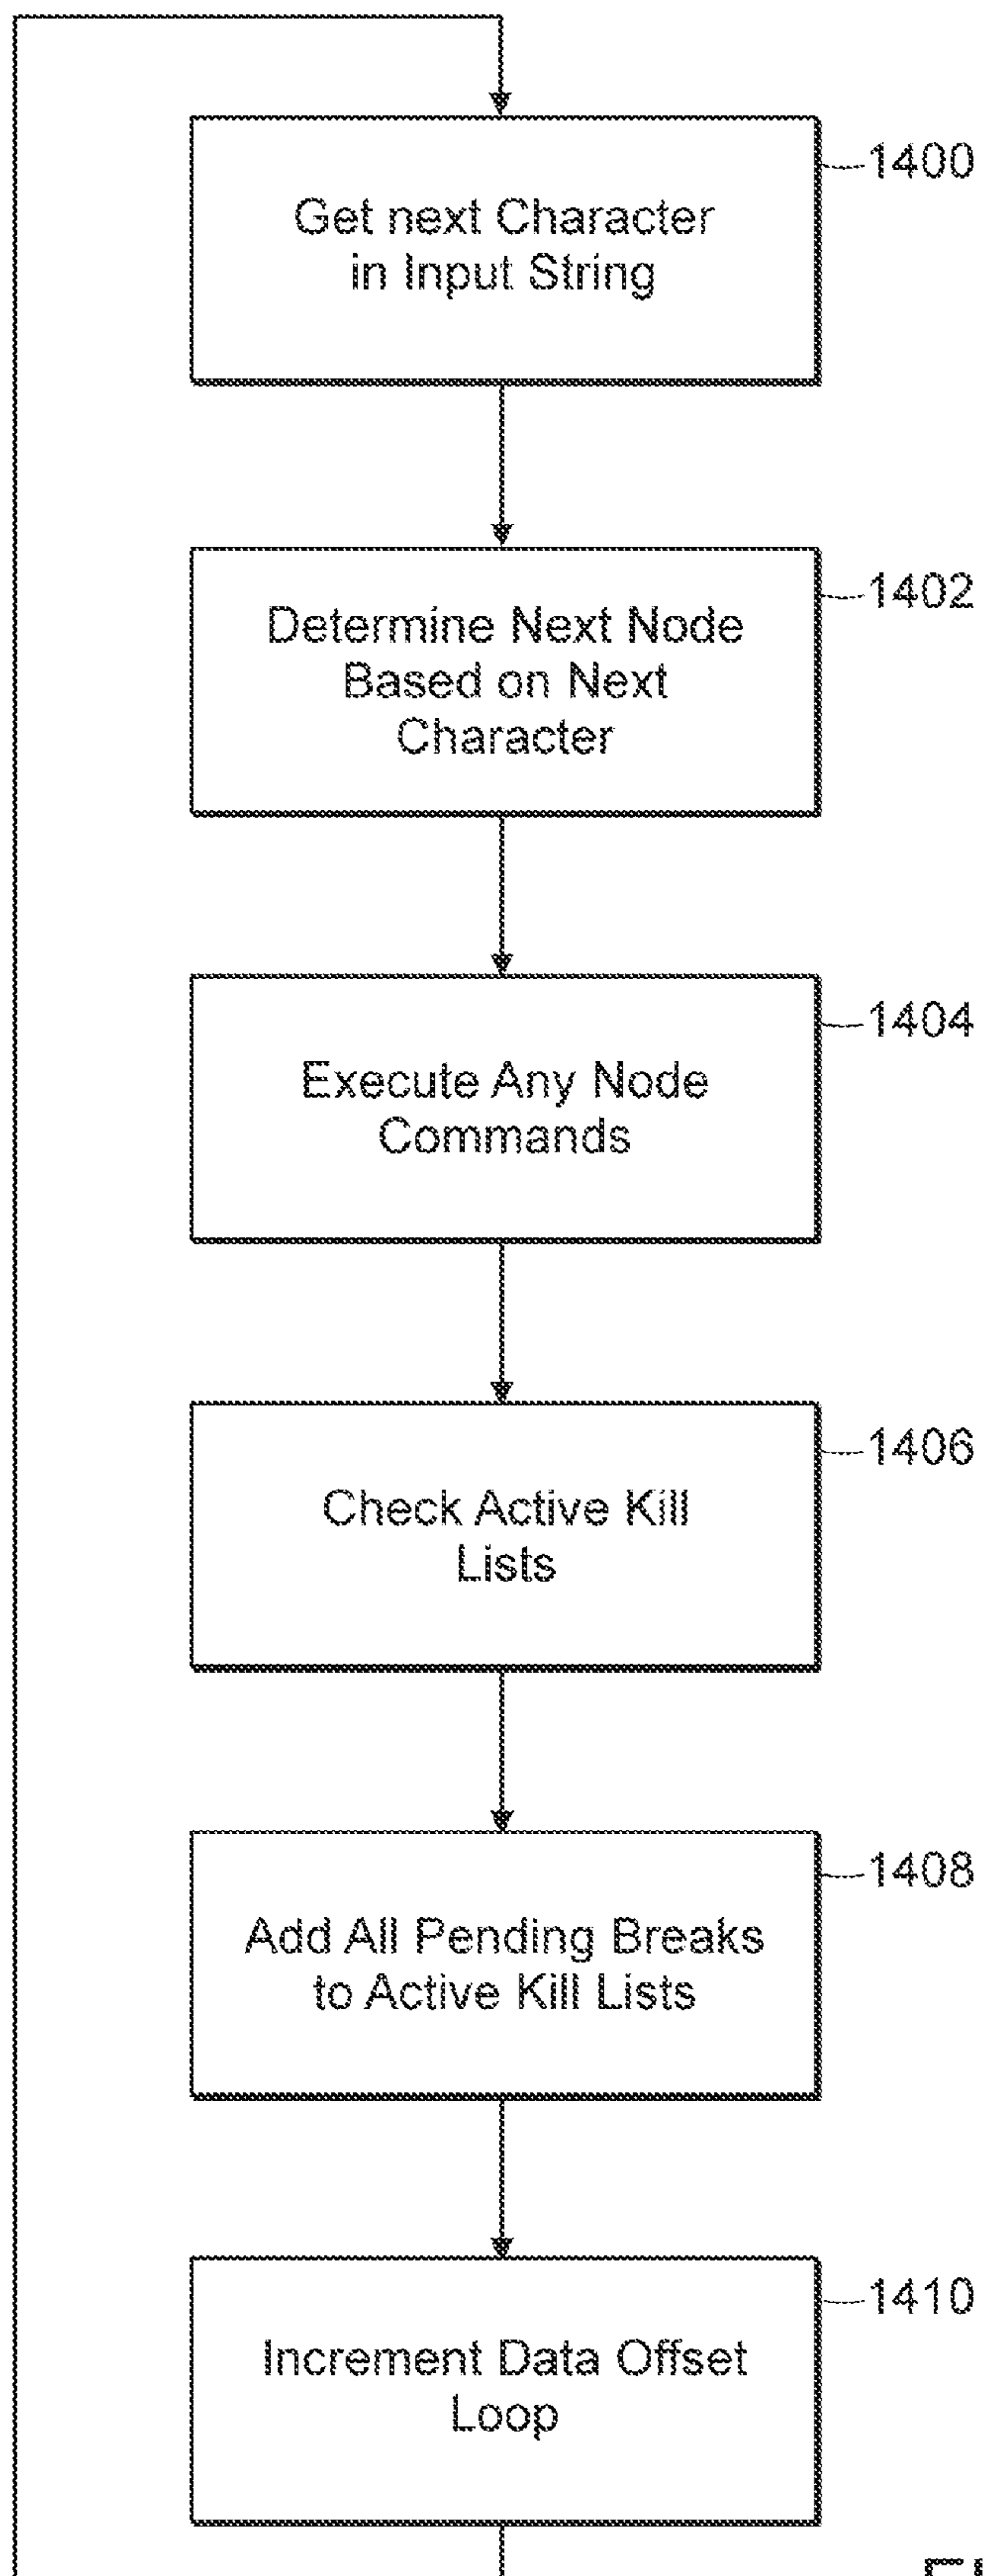 1400
Get next Character
in Input String
1402
Determine Next Node
Based on Next
Character
1404
Execute Any Node
Commands
1406
Check Active Kill
Lists
1408
Add All Pending Breaks
to Active Kill Lists
1410
Increment Data Offset
Loop